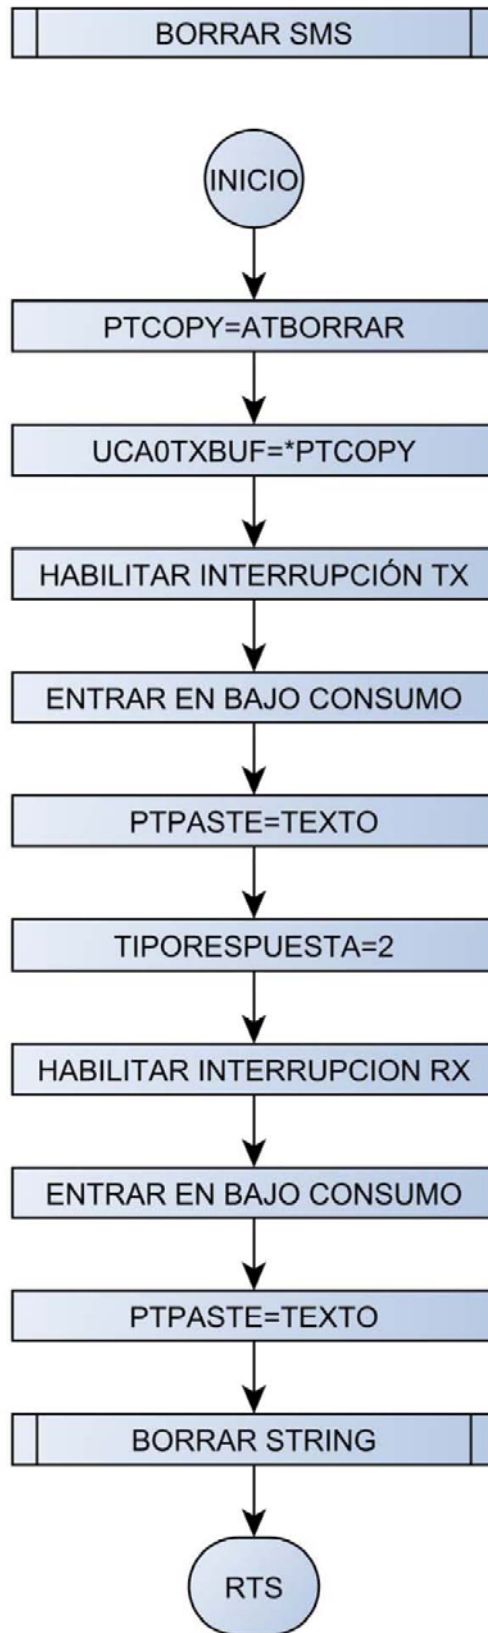 BORRAR SMS
INICIO
PTCOPY=ATBORRAR
UCA0TXBUF=*PTCOPY
HABILITAR INTERRUPCIÓN TX
ENTRAR EN BAJO CONSUMO
PTPASTE=TEXTO
TIPORESPUESTA=2
HABILITAR INTERRUPCION RX
ENTRAR EN BAJO CONSUMO
PTPASTE=TEXTO
BORRAR STRING
RTS